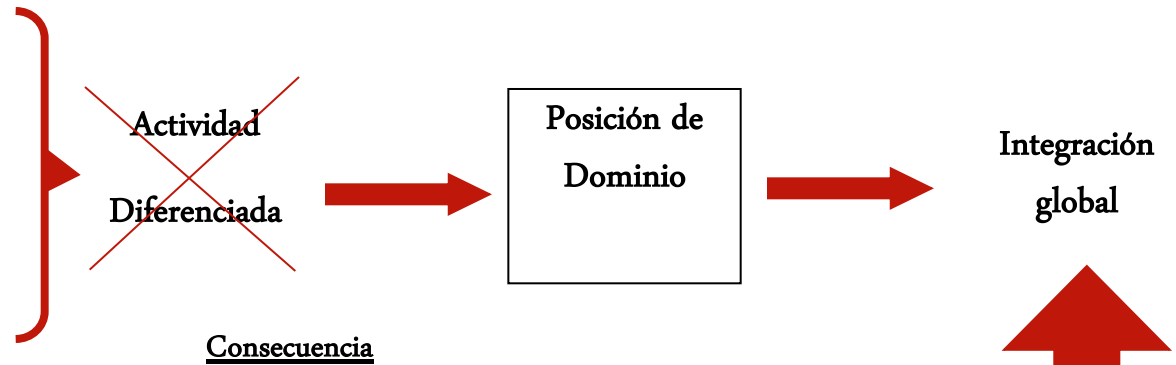 Actividad
Diferenciada
Posición de
Dominio
Integración
global
Consecuencia